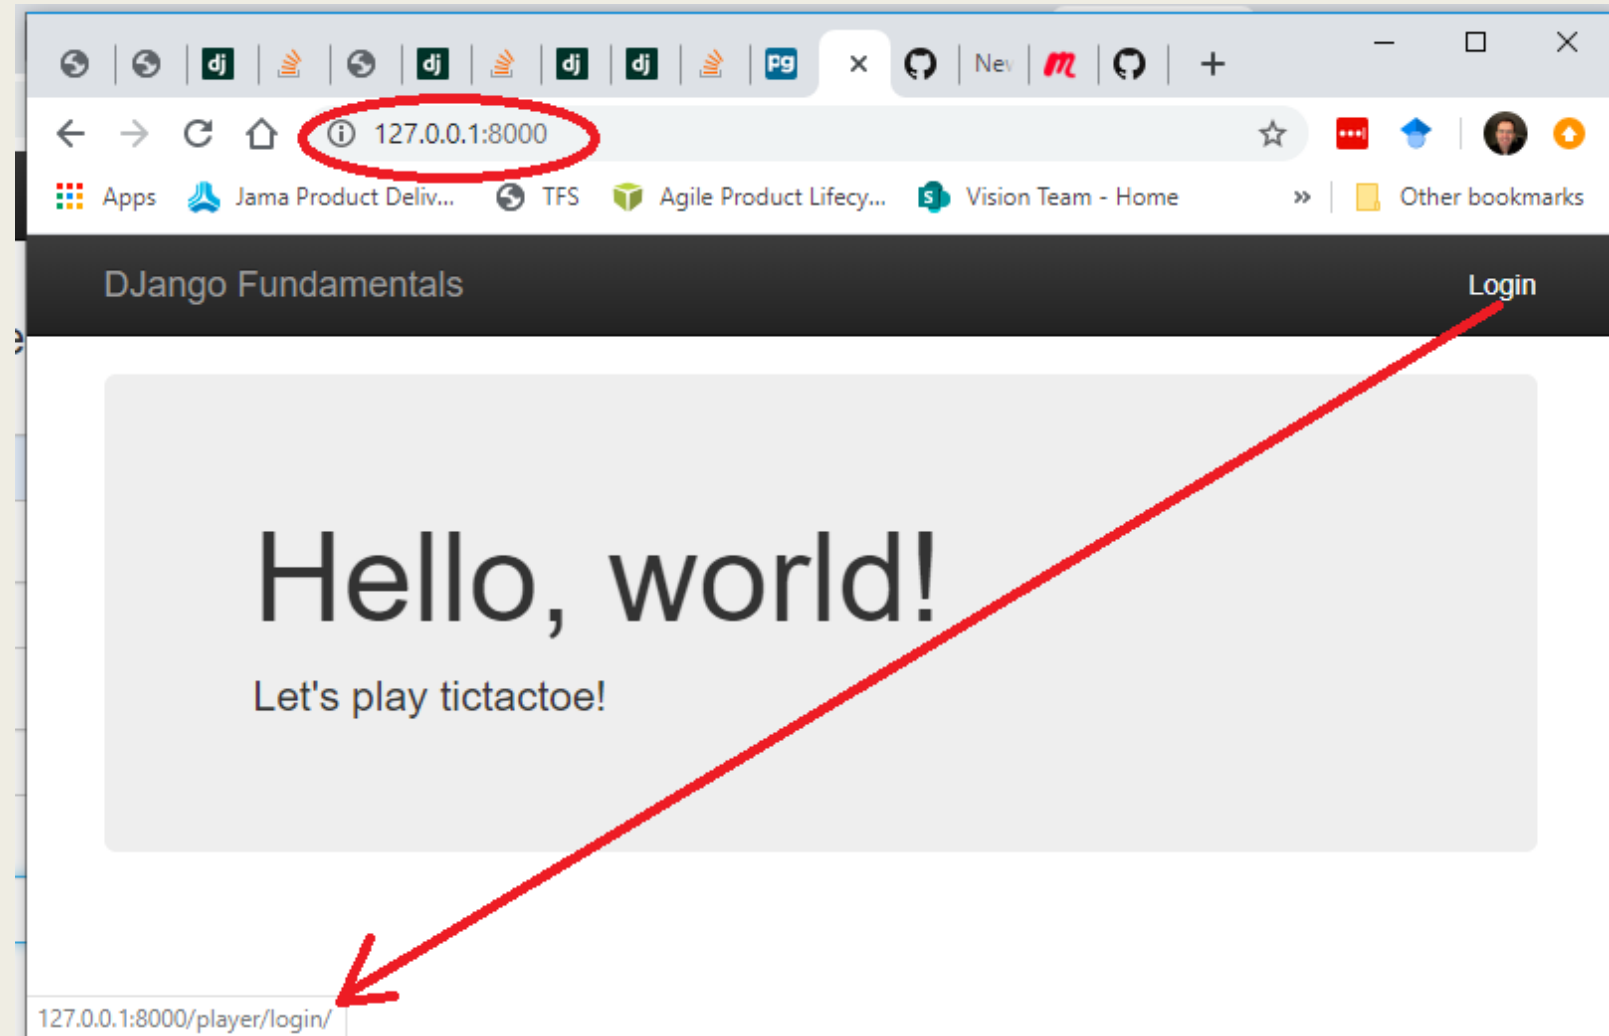 dj dj dj dj Pg Nev m
127.0.0.1:8000
Apps Jama Product Deliv... TFS Agile Product Lifecy... S Vision Team - Home » Other bookmarks
DJango Fundamentals Login
e
Hello, world!
Let's play tictactoe!
127.0.0.1:8000/player/login/